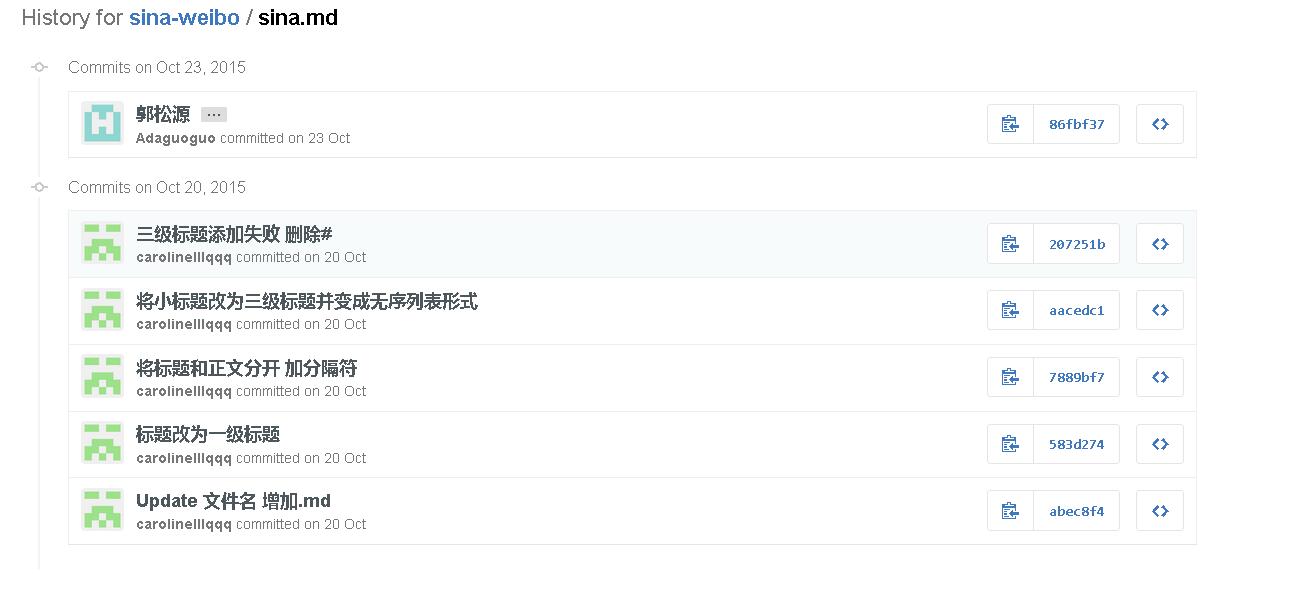 History for sina-weibo / sina.md
Commits on Oct 23, 2015
郭松源 …
Adaguoguo committed on 23 Oct
86fbf37
Commits on Oct 20, 2015
三级标题添加失败 删除#
carolinelllqqq committed on 20 Oct
207251b
将小标题改为三级标题并变成无序列表形式
carolinelllqqq committed on 20 Oct
aacedc1
将标题和正文分开 加分隔符
carolinelllqqq committed on 20 Oct
7889bf7
标题改为一级标题
carolinelllqqq committed on 20 Oct
583d274
Update 文件名 增加.md
carolinelllqqq committed on 20 Oct
abec8f4